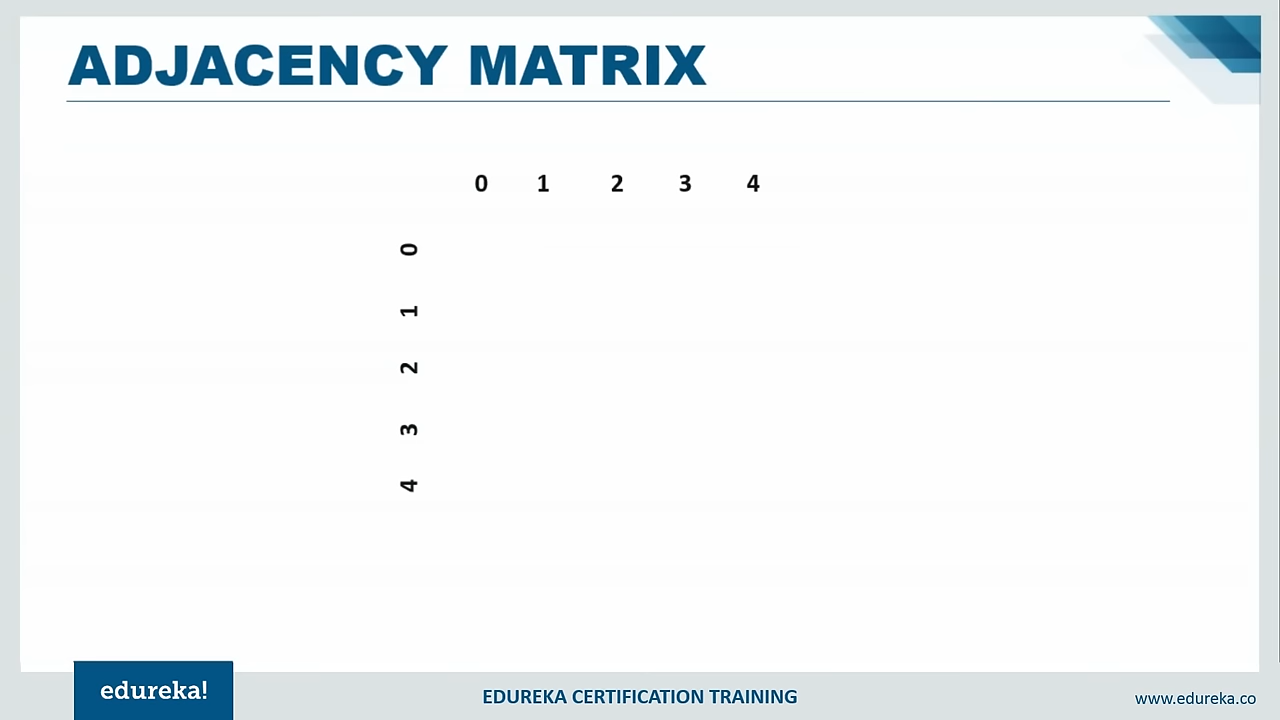 ADJACENCY MATRIX
0 1 2 3 4
0
1
2
3
4
edureka!
EDUREKA CERTIFICATION TRAINING
www.edureka.co